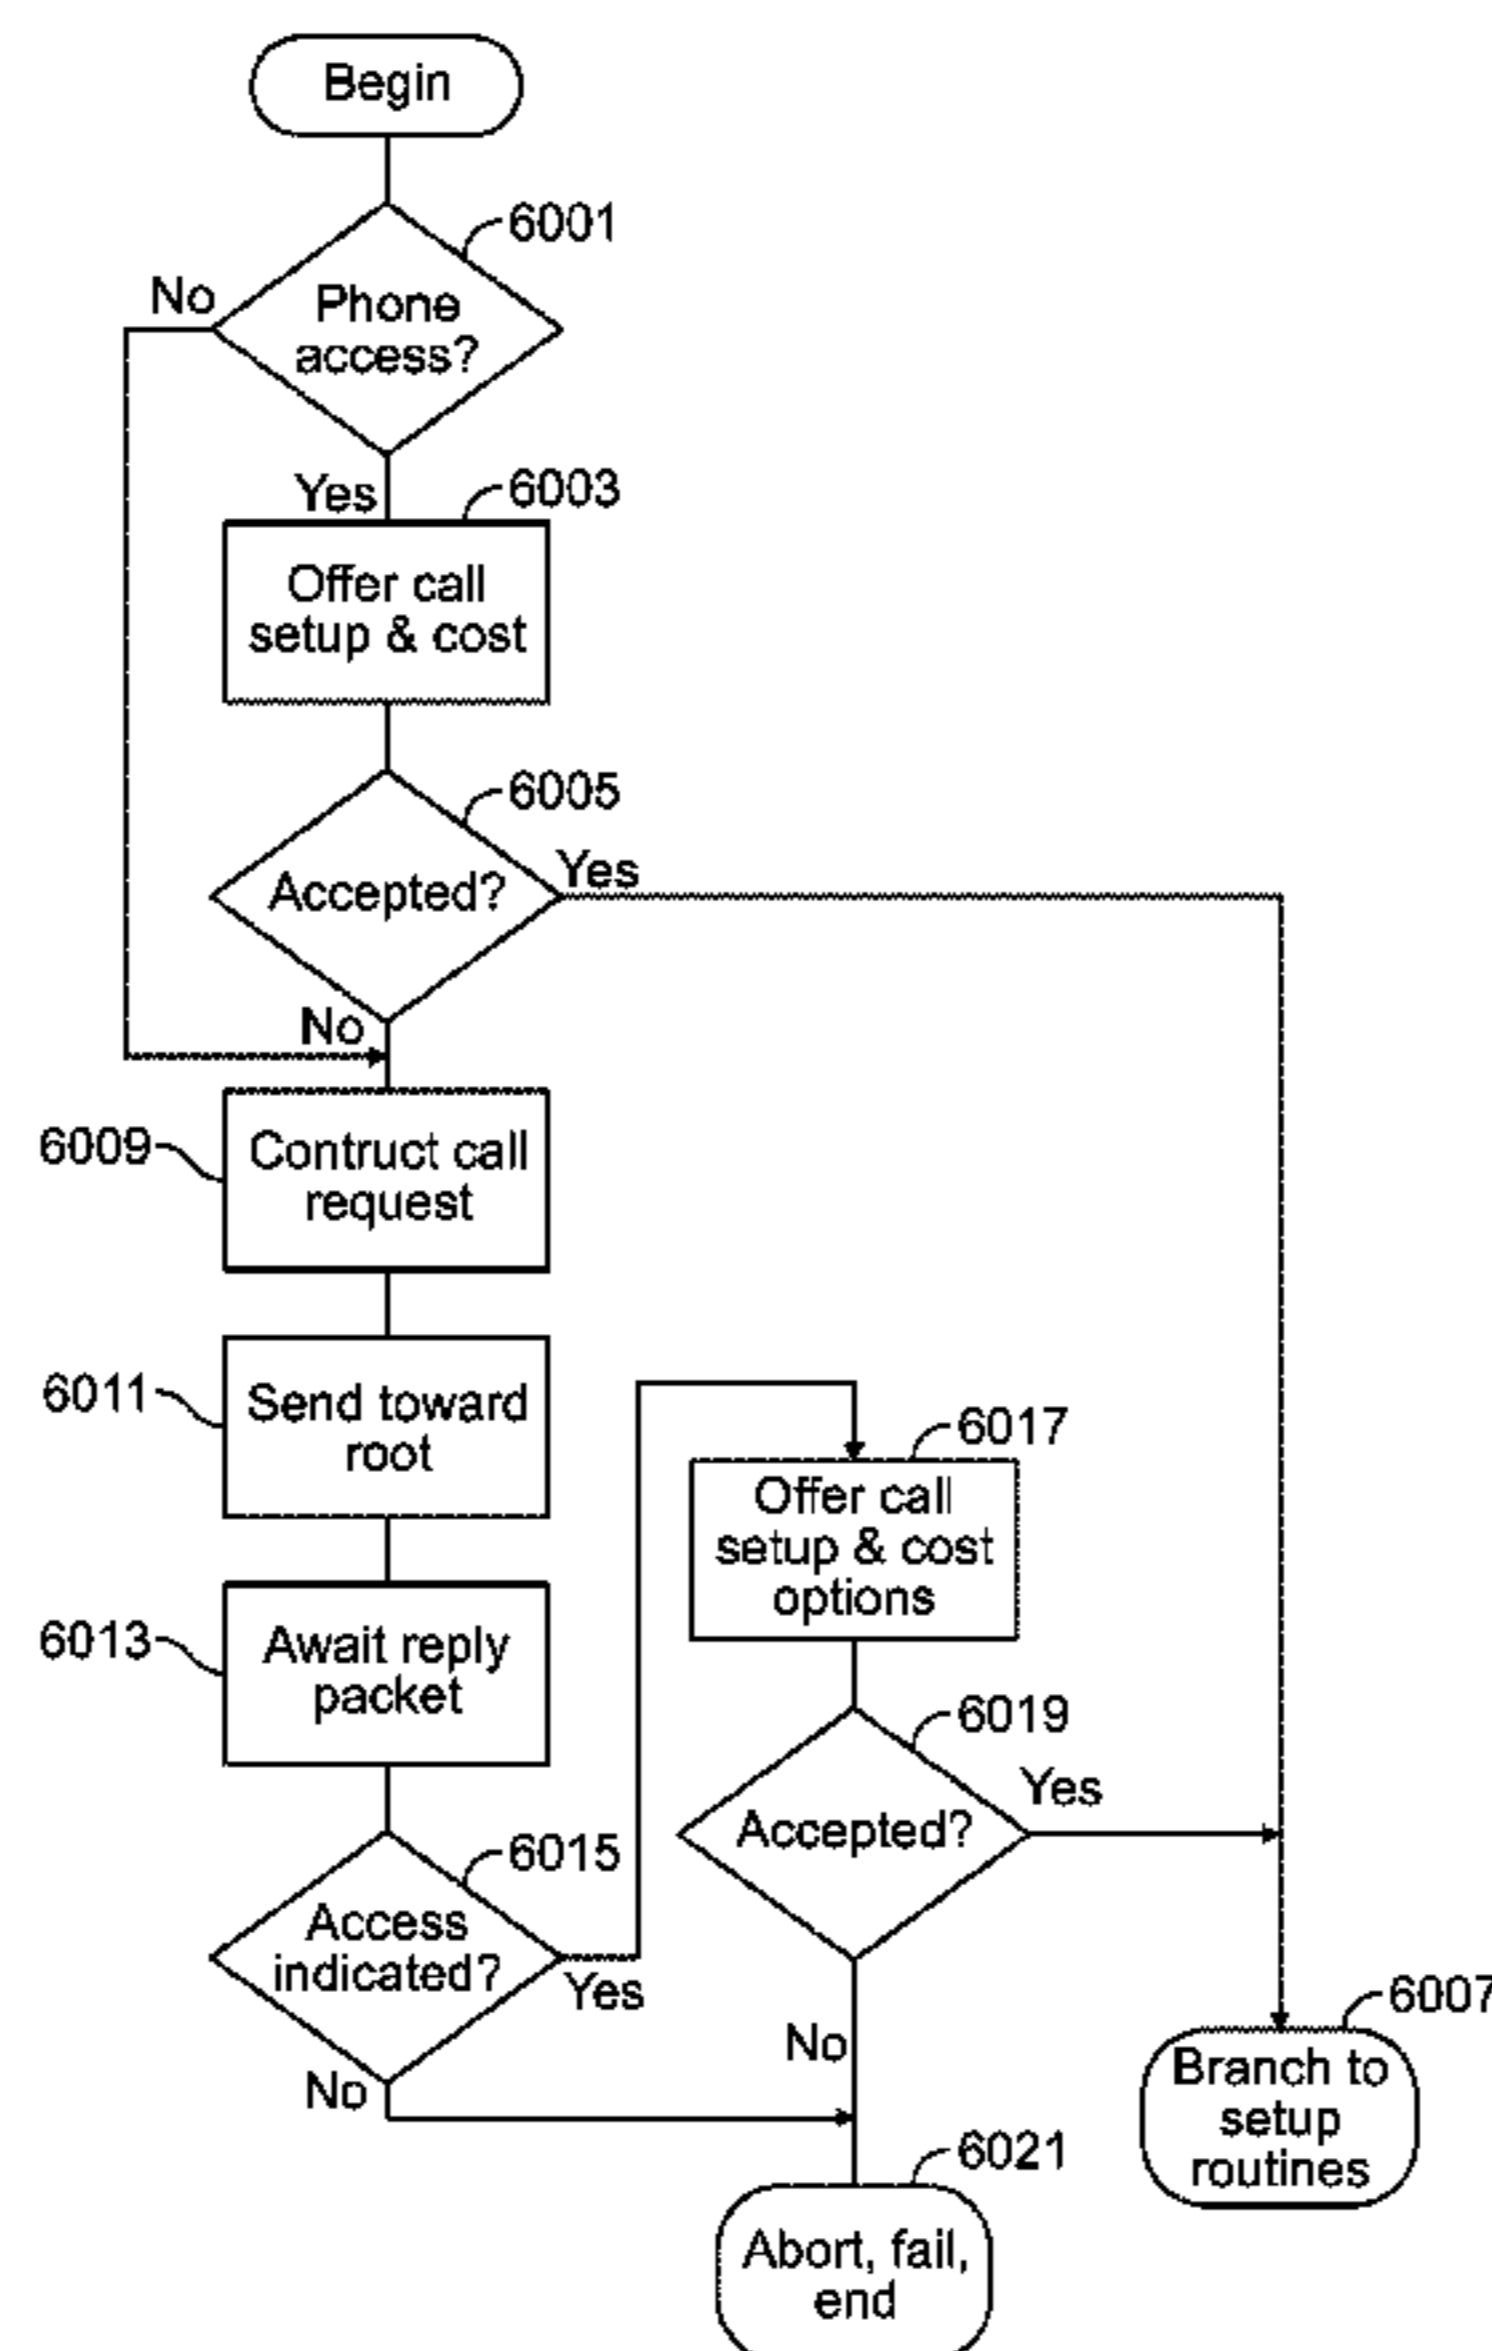 Begin
6001
No
Phone
access?
Yes
6003
Offer call
setup & cost
6005
Accepted?
Yes
No
6009
Contruct call
request
6011
Send toward
root
6017
Offer call
setup & cost
options
6013
Await reply
packet
6019
Accepted?
Yes
6015
Access
indicated?
Yes
No
No
6007
Branch to
setup
routines
6021
Abort, fail,
end